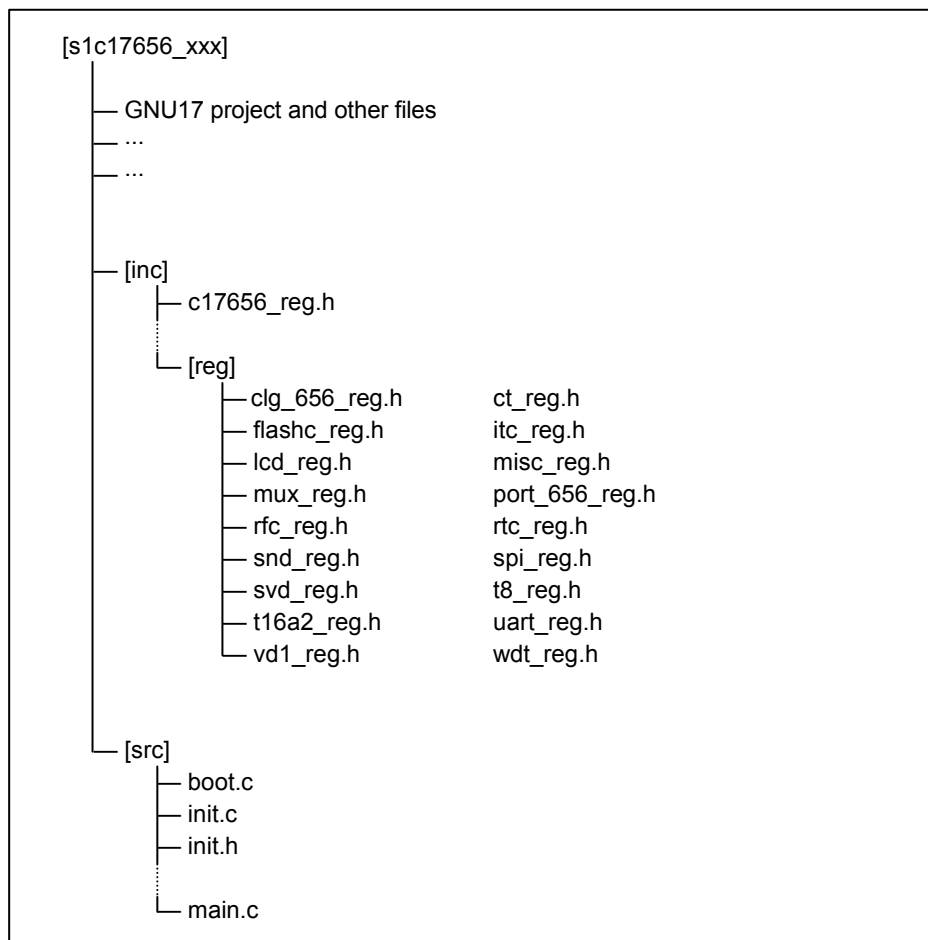 [s1c17656_xxx]
GNU17 project and other files
...
...
[inc]
c17656_reg.h
[reg]
clg_656_reg.h ct_reg.h
flashc_reg.h itc_reg.h
lcd_reg.h misc_reg.h
mux_reg.h port_656_reg.h
rfc_reg.h rtc_reg.h
snd_reg.h spi_reg.h
svd_reg.h t8_reg.h
t16a2_reg.h uart_reg.h
vd1_reg.h wdt_reg.h
[src]
boot.c
init.c
init.h
main.c